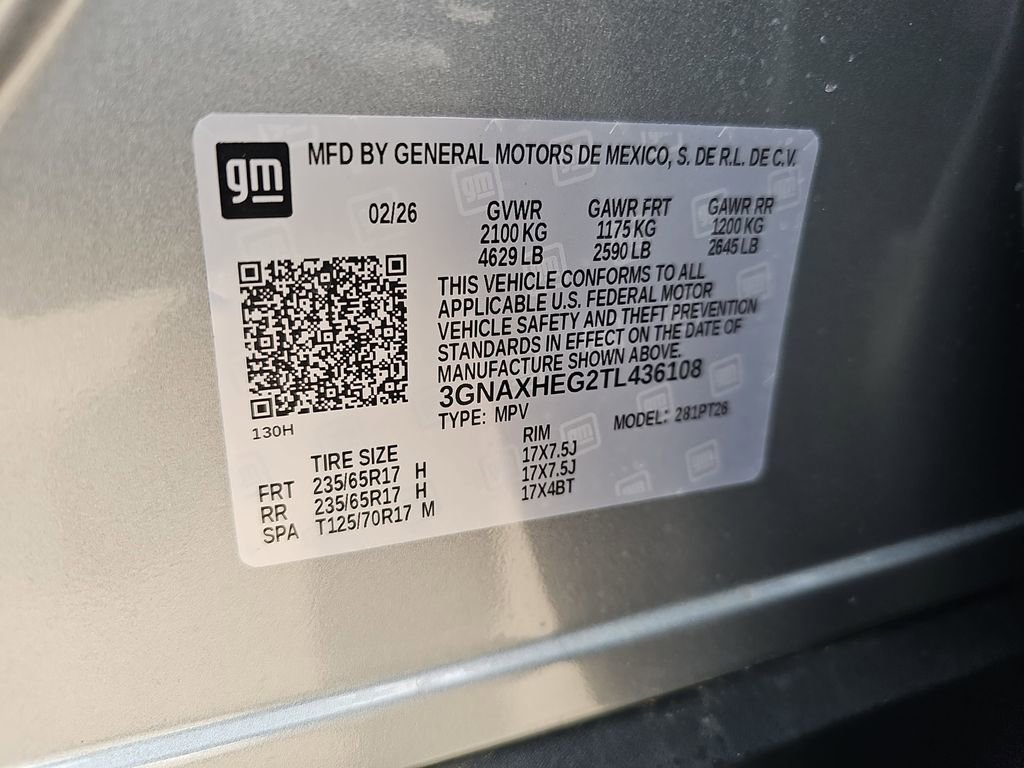 gm
MFD BY GENERAL MOTORS DE MEXICO, S. DE R.L. DE C.V.
02/26 GVWR GAWR FRT GAWR RR
2100 KG 1175 KG 1200 KG
4629 LB 2590 LB 2645 LB
THIS VEHICLE CONFORMS TO ALL
APPLICABLE U.S. FEDERAL MOTOR
VEHICLE SAFETY AND THEFT PREVENTION
STANDARDS IN EFFECT ON THE DATE OF
MANUFACTURE SHOWN ABOVE.
3GNAXHEG2TL436108
TYPE: MPV MODEL: 281PT26
130H
TIRE SIZE RIM
FRT 235/65R17 H 17X7.5J
RR 235/65R17 H 17X7.5J
SPA T125/70R17 M 17X4BT